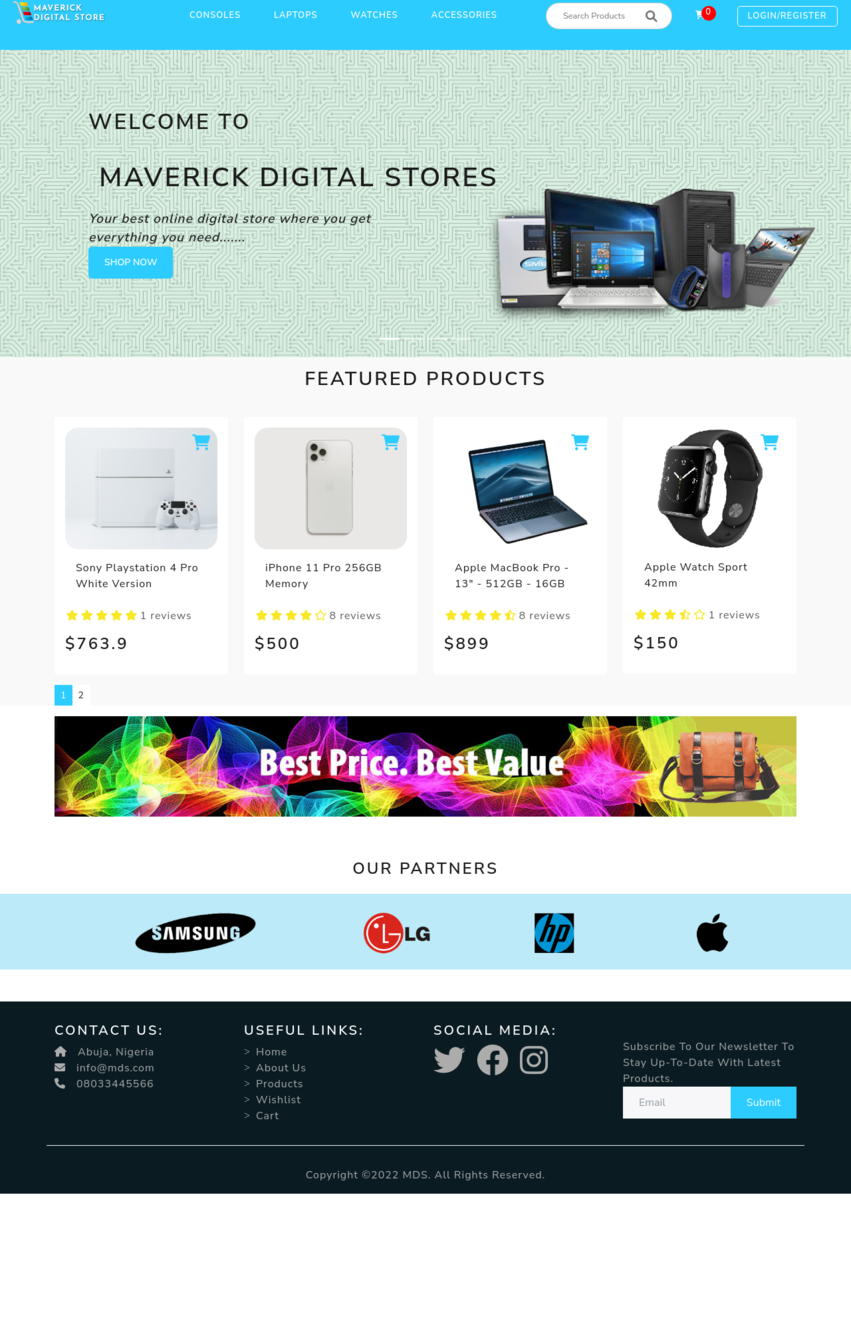 MAVERICK
DIGITAL STORE
CONSOLES
LAPTOPS
WATCHES
ACCESSORIES
Search Products
0
LOGIN/REGISTER
WELCOME TO
MAVERICK DIGITAL STORES
Your best online digital store where you get
everything you need.......
SHOP NOW
FEATURED PRODUCTS
Sony Playstation 4 Pro
White Version
1 reviews
$763.9
iPhone 11 Pro 256GB
Memory
8 reviews
$500
Apple MacBook Pro -
13" - 512GB - 16GB
8 reviews
$899
Apple Watch Sport
42mm
1 reviews
$150
1 2
Best Price. Best Value
OUR PARTNERS
SAMSUNG
LG
hp
CONTACT US:
Abuja, Nigeria
info@mds.com
08033445566
USEFUL LINKS:
> Home
> About Us
> Products
> Wishlist
> Cart
SOCIAL MEDIA:
Subscribe To Our Newsletter To
Stay Up-To-Date With Latest
Products.
Email
Submit
Copyright ©2022 MDS. All Rights Reserved.